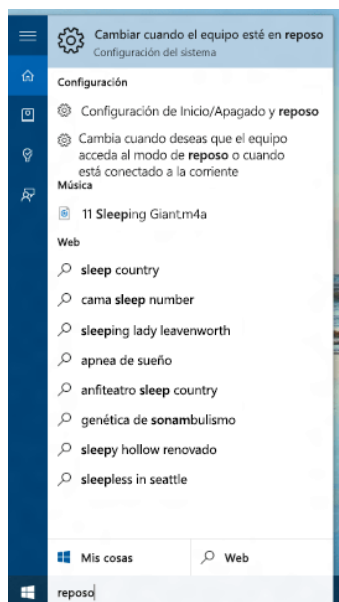 Cambiar cuando el equipo esté en reposo
Configuración del sistema
Configuración
Configuración de Inicio/Apagado y reposo
Cambia cuando deseas que el equipo
acceda al modo de reposo o cuando
está conectado a la corriente
Música
11 Sleeping Giant.m4a
Web
sleep country
cama sleep number
sleeping lady leavenworth
apnea de sueño
anfiteatro sleep country
genética de sonambulismo
sleepy hollow renovado
sleepless in seattle
Mis cosas
Web
reposo